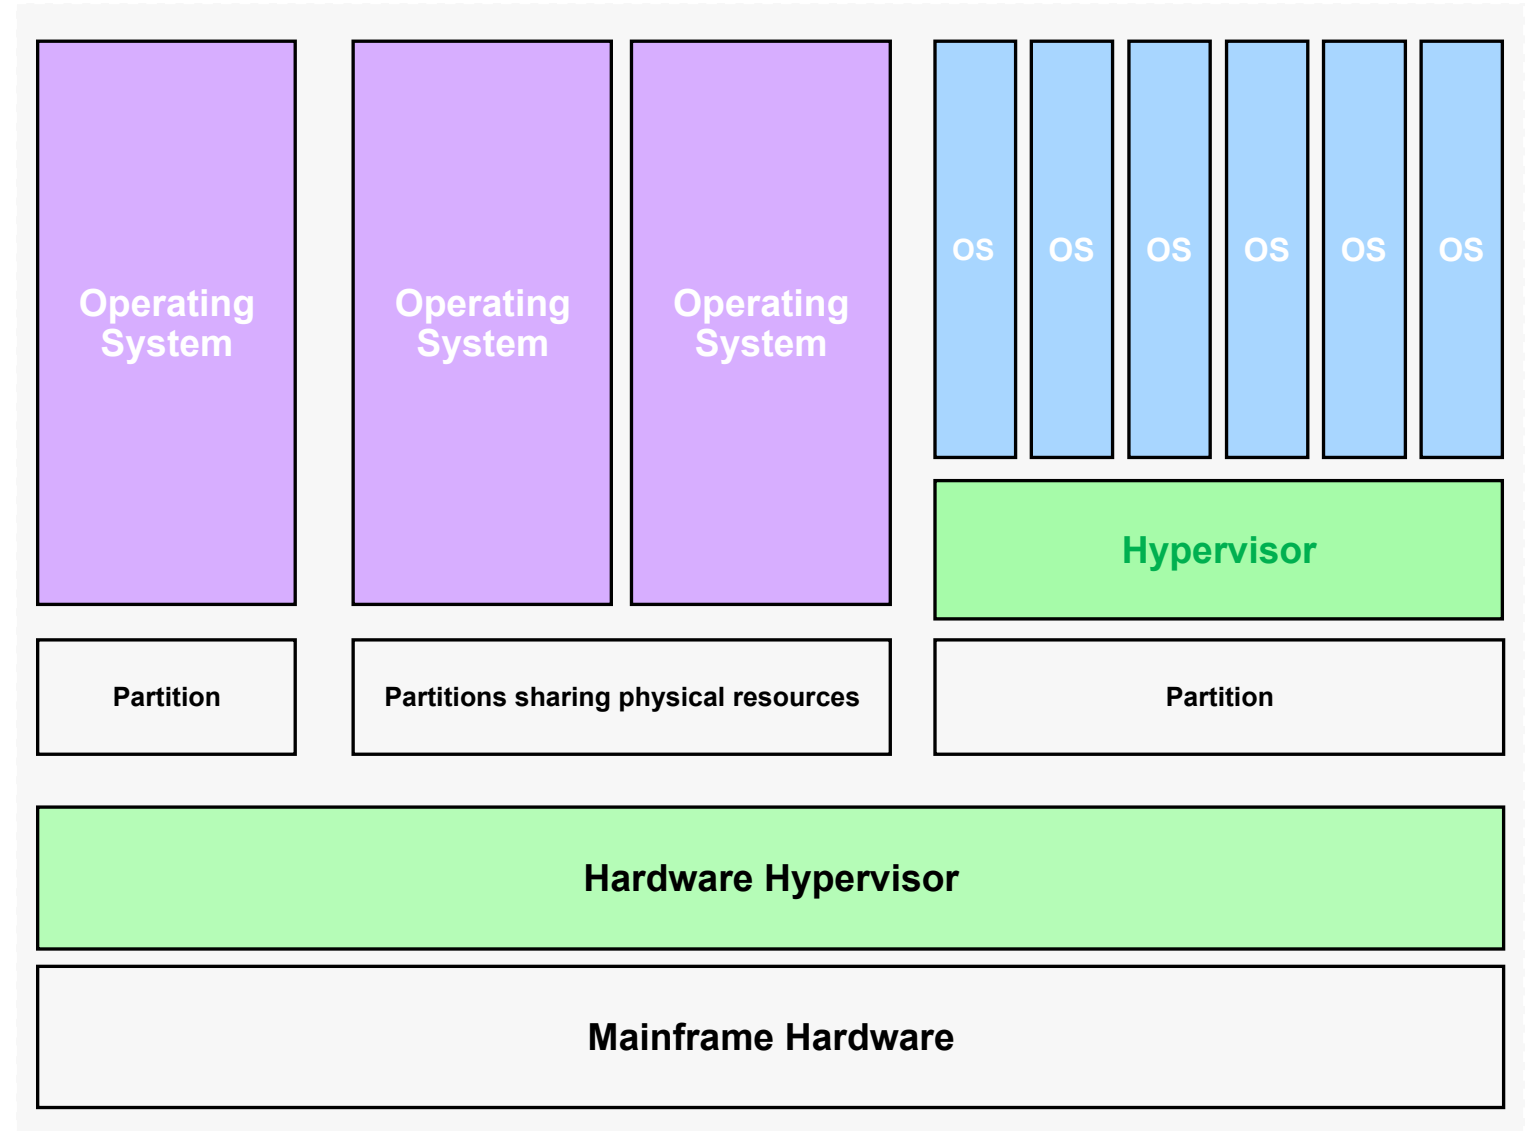 Operating
System
Operating
System
Operating
System
OS
OS
OS
OS
OS
OS
Hypervisor
Partition
Partitions sharing physical resources
Partition
Hardware Hypervisor
Mainframe Hardware